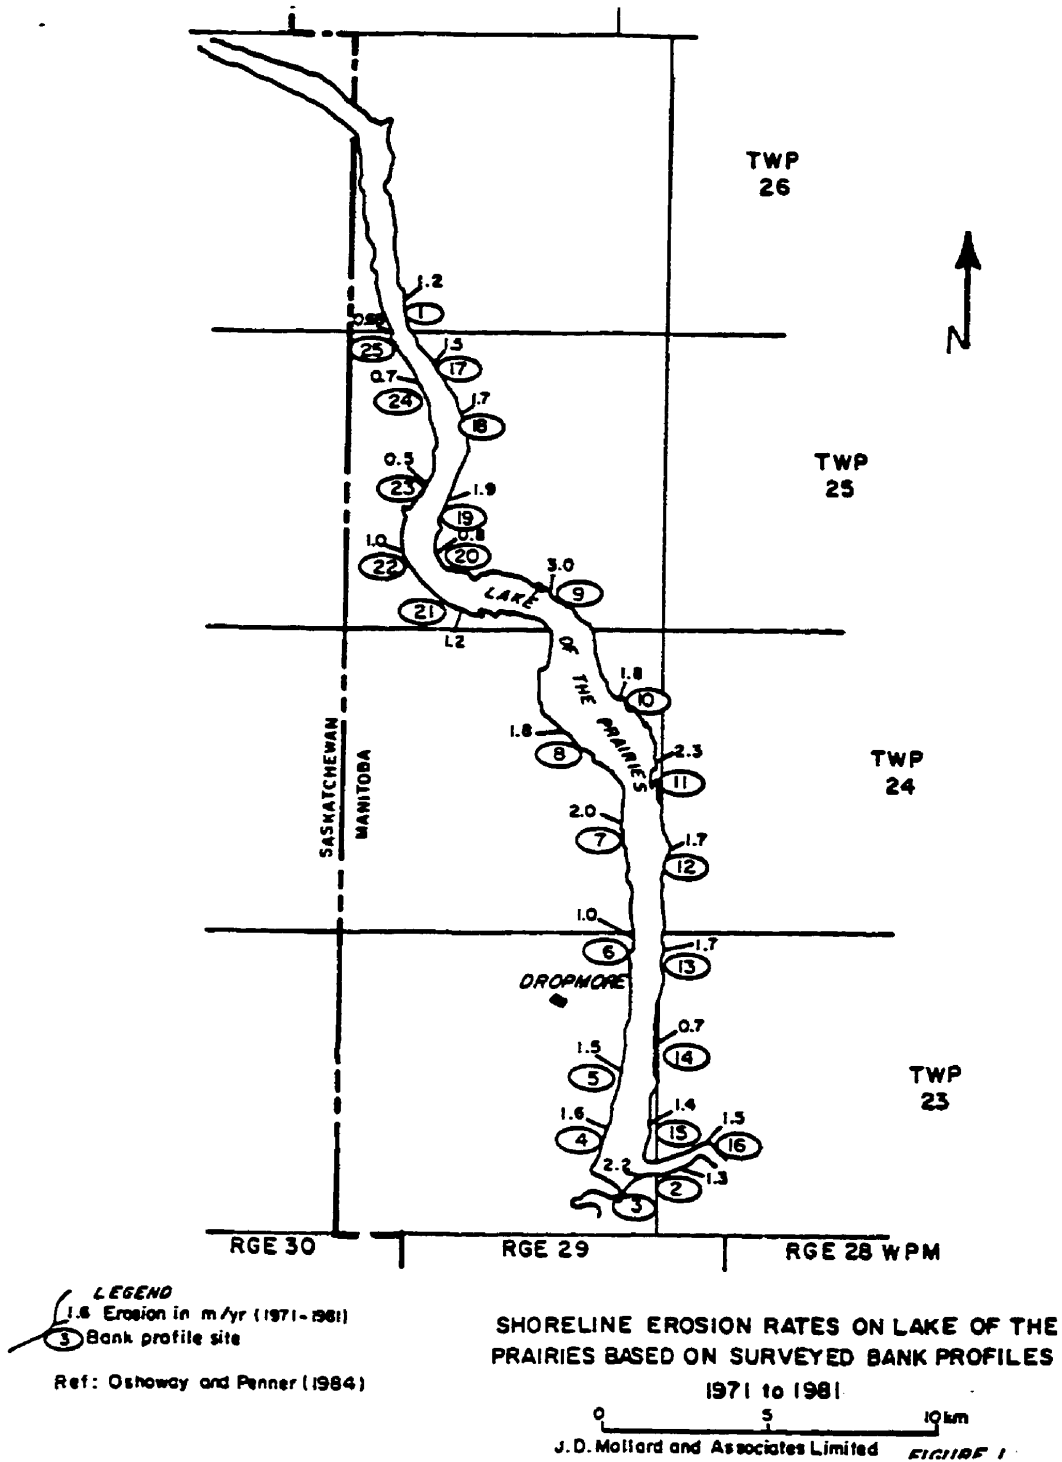 TWP
26
1.2
1
25
1.5
17
0.7
24
1.7
18
TWP
25
0.5
23
1.9
19
1.0
22
0.8
20
3.0
9
LAKE OF THE PRAIRIES
21
1.2
1.8
10
1.8
8
2.3
11
TWP
24
SASKATCHEWAN
MANITOBA
2.0
7
1.7
12
1.0
6
1.7
13
DROPMORE
0.7
14
1.5
5
TWP
23
1.6
4
1.4
15
1.5
16
2.2
3
1.3
2
N
RGE 30
RGE 29
RGE 28 WPM
LEGEND
1.6 Erosion in m/yr (1971-1981)
3 Bank profile site
Ref: Oshoway and Penner (1984)
SHORELINE EROSION RATES ON LAKE OF THE
PRAIRIES BASED ON SURVEYED BANK PROFILES
1971 to 1981
0 5 10 km
J.D. Mollard and Associates Limited
FIGURE 1